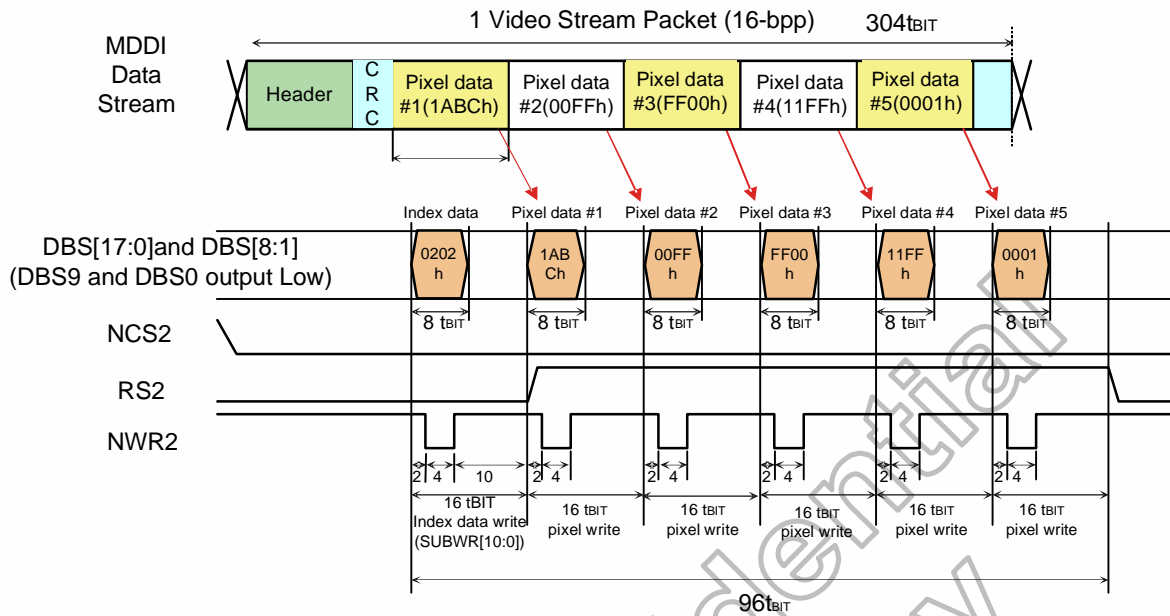 1 Video Stream Packet (16-bpp) 304tBIT
MDDI
Data
Stream
Header
C
R
C
Pixel data
#1(1ABCh)
Pixel data
#2(00FFh)
Pixel data
#3(FF00h)
Pixel data
#4(11FFh)
Pixel data
#5(0001h)
Index data
Pixel data #1
Pixel data #2
Pixel data #3
Pixel data #4
Pixel data #5
DBS[17:0]and DBS[8:1]
(DBS9 and DBS0 output Low)
0202
h
1AB
Ch
00FF
h
FF00
h
11FF
h
0001
h
8 tBIT
8 tBIT
8 tBIT
8 tBIT
8 tBIT
8 tBIT
NCS2
RS2
NWR2
2 4 10
2 4
2 4
2 4
2 4
2 4
16 tBIT
Index data write
(SUBWR[10:0])
16 tBIT
pixel write
16 tBIT
pixel write
16 tBIT
pixel write
16 tBIT
pixel write
16 tBIT
pixel write
96tBIT